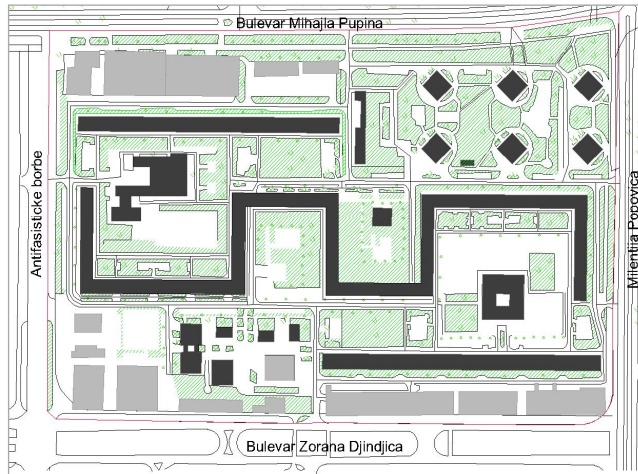 Bulevar Mihajla Pupina
Antifasisticke borbe
Milentija Popovica
Bulevar Zorana Djindjica